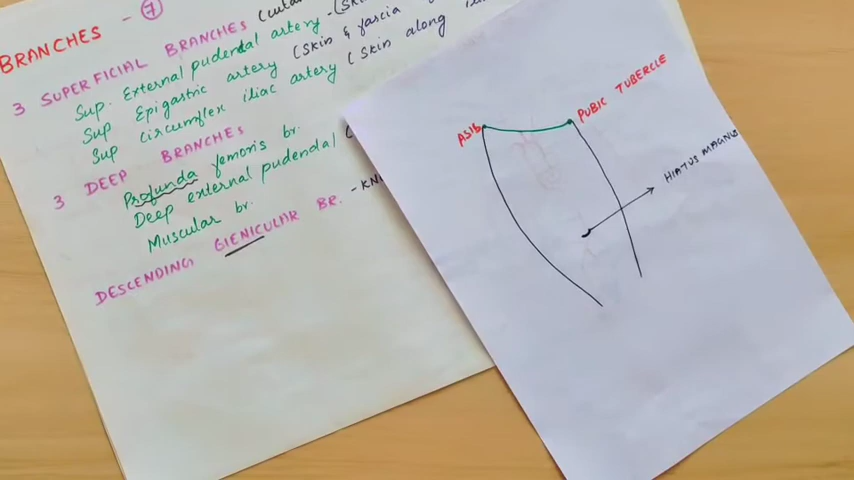 BRANCHES - 7
3 SUPERFICIAL BRANCHES
Sup. External pudendal artery - (Skin
Sup Epigastric artery (Skin & fascia
Sup circumflex iliac artery (Skin along
3 DEEP BRANCHES
Profunda femoris br.
Deep external pudendal (
Muscular br.
DESCENDING GIENICULAR BR. -
ASIS
PUBIC TUBERCLE
HIATUS MAGNUS